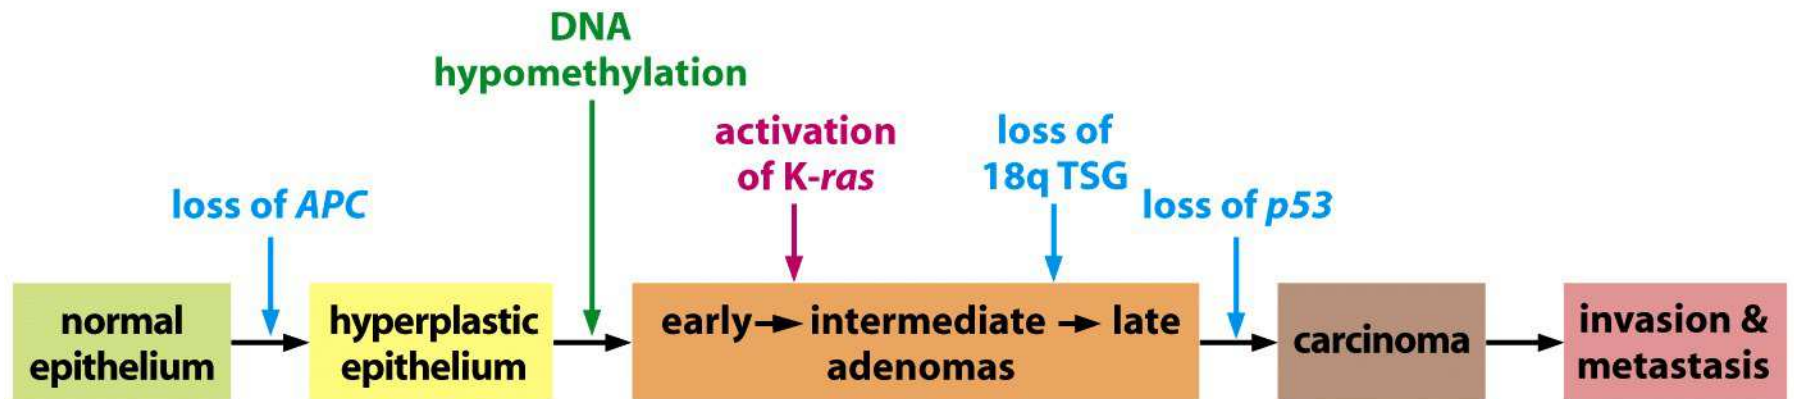 DNA
hypomethylation
activation
of K-ras
loss of
18q TSG
loss of APC
loss of p53
normal
epithelium
hyperplastic
epithelium
early → intermediate → late
adenomas
carcinoma
invasion &
metastasis